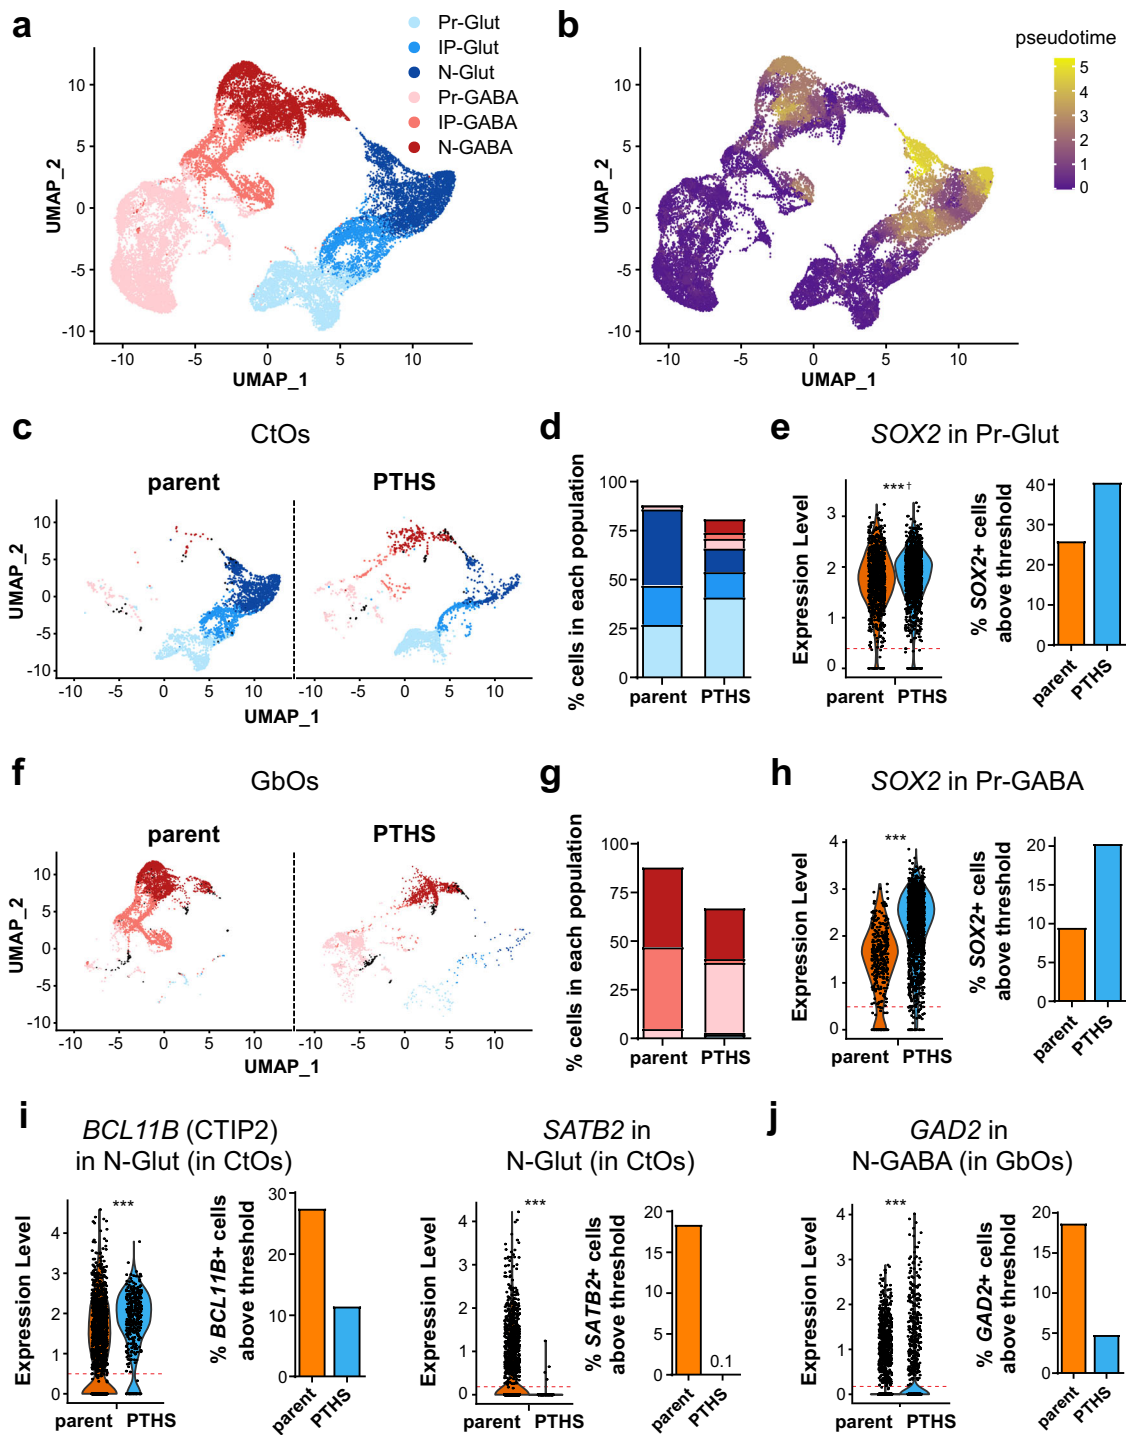 a
Pr-Glut
IP-Glut
N-Glut
Pr-GABA
IP-GABA
N-GABA
UMAP_2
10
5
0
-5
-10
-10
-5
0
5
10
UMAP_1
b
pseudotime
5
4
3
2
1
0
UMAP_2
10
5
0
-5
-10
-10
-5
0
5
10
UMAP_1
c
CtOs
parent
PTHS
UMAP_2
10
5
0
-5
-10
-10
-5
0
5
10
-10
-5
0
5
10
UMAP_1
d
% cells in each population
100
75
50
25
0
parent
PTHS
e
SOX2 in Pr-Glut
Expression Level
3
2
1
0
***†
parent
PTHS
% SOX2+ cells
above threshold
40
30
20
10
0
parent
PTHS
f
GbOs
parent
PTHS
UMAP_2
10
5
0
-5
-10
-10
-5
0
5
10
-10
-5
0
5
10
UMAP_1
g
% cells in each population
100
75
50
25
0
parent
PTHS
h
SOX2 in Pr-GABA
Expression Level
4
3
2
1
0
***
parent
PTHS
% SOX2+ cells
above threshold
20
15
10
5
0
parent
PTHS
i
BCL11B (CTIP2)
in N-Glut (in CtOs)
Expression Level
4
3
2
1
0
***
parent
PTHS
% BCL11B+ cells
above threshold
30
20
10
0
parent
PTHS
SATB2 in
N-Glut (in CtOs)
Expression Level
4
3
2
1
0
***
parent
PTHS
% SATB2+ cells
above threshold
20
15
10
5
0
0.1
parent
PTHS
j
GAD2 in
N-GABA (in GbOs)
Expression Level
4
3
2
1
0
***
parent
PTHS
% GAD2+ cells
above threshold
20
15
10
5
0
parent
PTHS